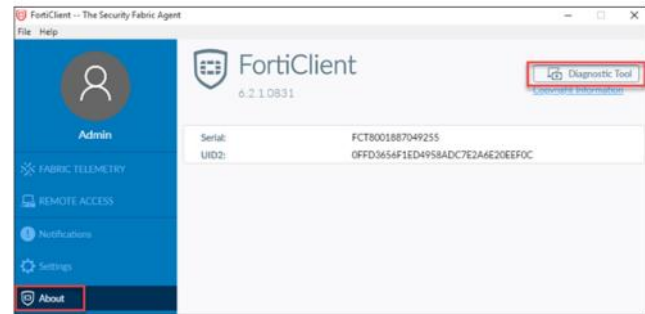 FortiClient -- The Security Fabric Agent
File Help
FortiClient
6.2.1.0831
Diagnostic Tool
Copyright Information
Admin
Serial: FCT8001887049255
UID2: 0FFD3656F1ED4958ADC7E2A6E20EEF0C
FABRIC TELEMETRY
REMOTE ACCESS
Notifications
Settings
About